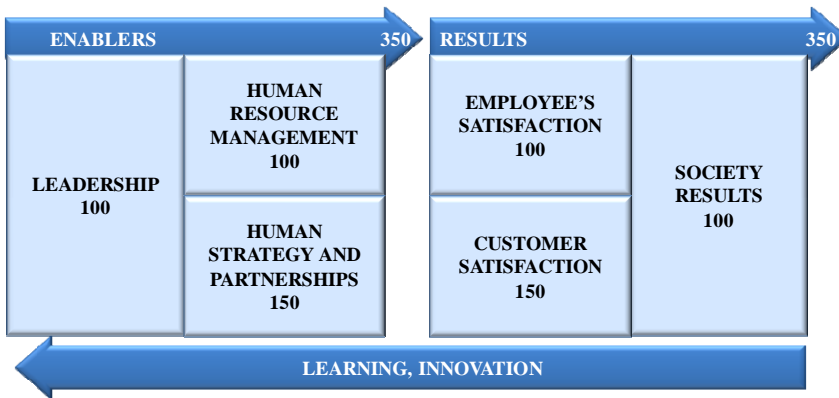 ENABLERS 350
RESULTS 350
LEADERSHIP
100
HUMAN
RESOURCE
MANAGEMENT
100
HUMAN
STRATEGY AND
PARTNERSHIPS
150
EMPLOYEE’S
SATISFACTION
100
CUSTOMER
SATISFACTION
150
SOCIETY
RESULTS
100
LEARNING, INNOVATION